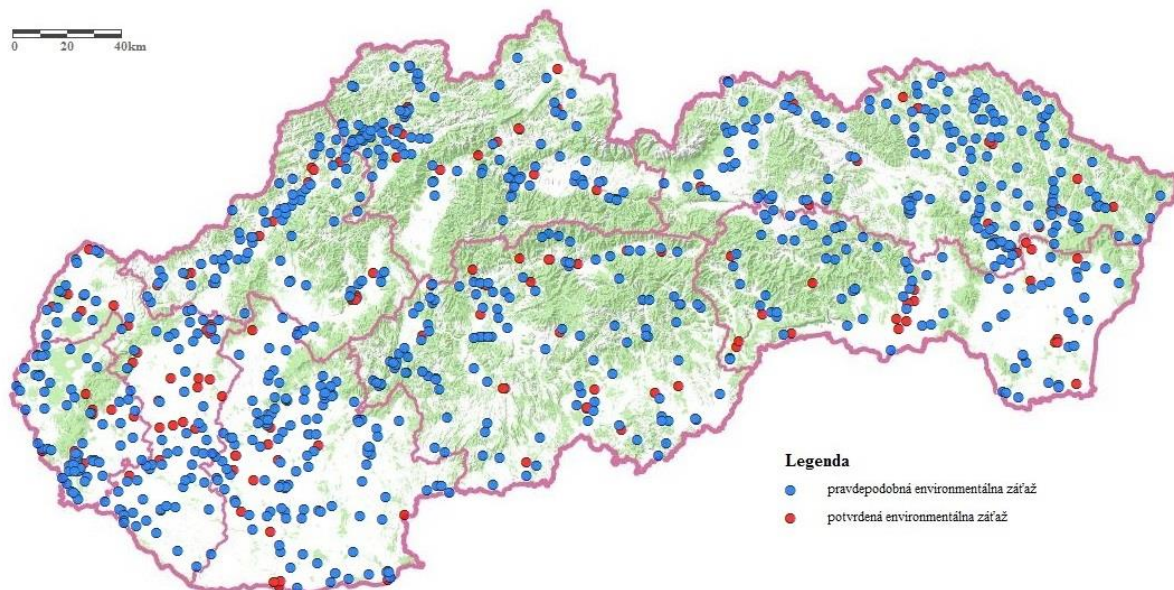 0 20 40km
Legenda
pravdepodobná environmentálna záťaž
potvrdená environmentálna záťaž